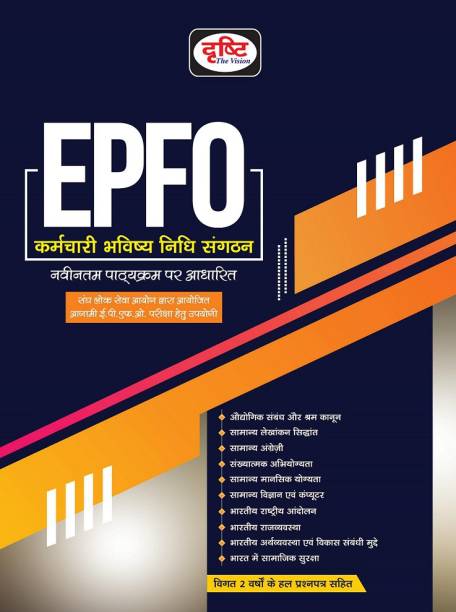 दृष्टि
The Vision
EPFO
कर्मचारी भविष्य निधि संगठन
नवीनतम पाठ्यक्रम पर आधारित
संघ लोक सेवा आयोग द्वारा आयोजित
आगामी ई.पी.एफ.ओ. परीक्षा हेतु उपयोगी
औद्योगिक संबंध और श्रम कानून
सामान्य लेखांकन सिद्धांत
सामान्य अंग्रेज़ी
संख्यात्मक अभियोग्यता
सामान्य मानसिक योग्यता
सामान्य विज्ञान एवं कंप्यूटर
भारतीय राष्ट्रीय आंदोलन
भारतीय राजव्यवस्था
भारतीय अर्थव्यवस्था एवं विकास संबंधी मुद्दे
भारत में सामाजिक सुरक्षा
विगत 2 वर्षों के हल प्रश्नपत्र सहित